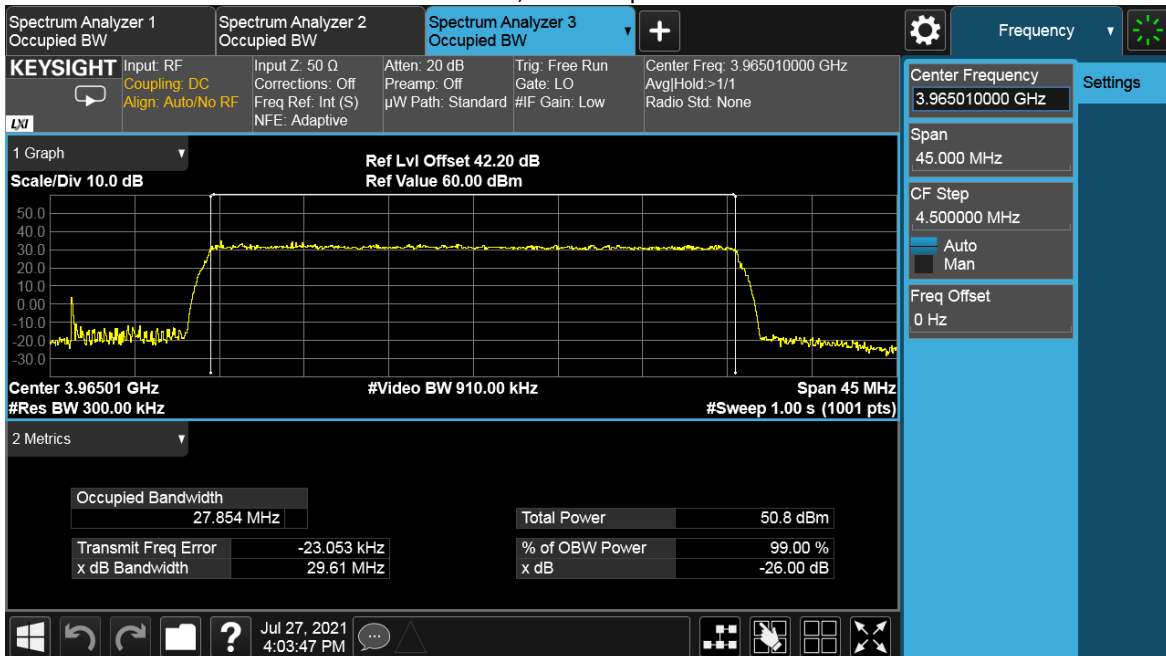 Spectrum Analyzer 1
Occupied BW
Spectrum Analyzer 2
Occupied BW
Spectrum Analyzer 3
Occupied BW
Frequency
KEYSIGHT
LXI
Input: RF
Coupling: DC
Align: Auto/No RF
Input Z: 50 Ω
Corrections: Off
Freq Ref: Int (S)
NFE: Adaptive
Atten: 20 dB
Preamp: Off
µW Path: Standard
Trig: Free Run
Gate: LO
#IF Gain: Low
Center Freq: 3.965010000 GHz
Avg|Hold:>1/1
Radio Std: None
Center Frequency
3.965010000 GHz
Settings
Span
45.000 MHz
CF Step
4.500000 MHz
Auto
Man
Freq Offset
0 Hz
1 Graph
Scale/Div 10.0 dB
Ref Lvl Offset 42.20 dB
Ref Value 60.00 dBm
50.0
40.0
30.0
20.0
10.0
0.00
-10.0
-20.0
-30.0
Center 3.96501 GHz
#Video BW 910.00 kHz
Span 45 MHz
#Res BW 300.00 kHz
#Sweep 1.00 s (1001 pts)
2 Metrics
Occupied Bandwidth
27.854 MHz
Total Power 50.8 dBm
Transmit Freq Error -23.053 kHz
% of OBW Power 99.00 %
x dB Bandwidth 29.61 MHz
x dB -26.00 dB
?
Jul 27, 2021
4:03:47 PM